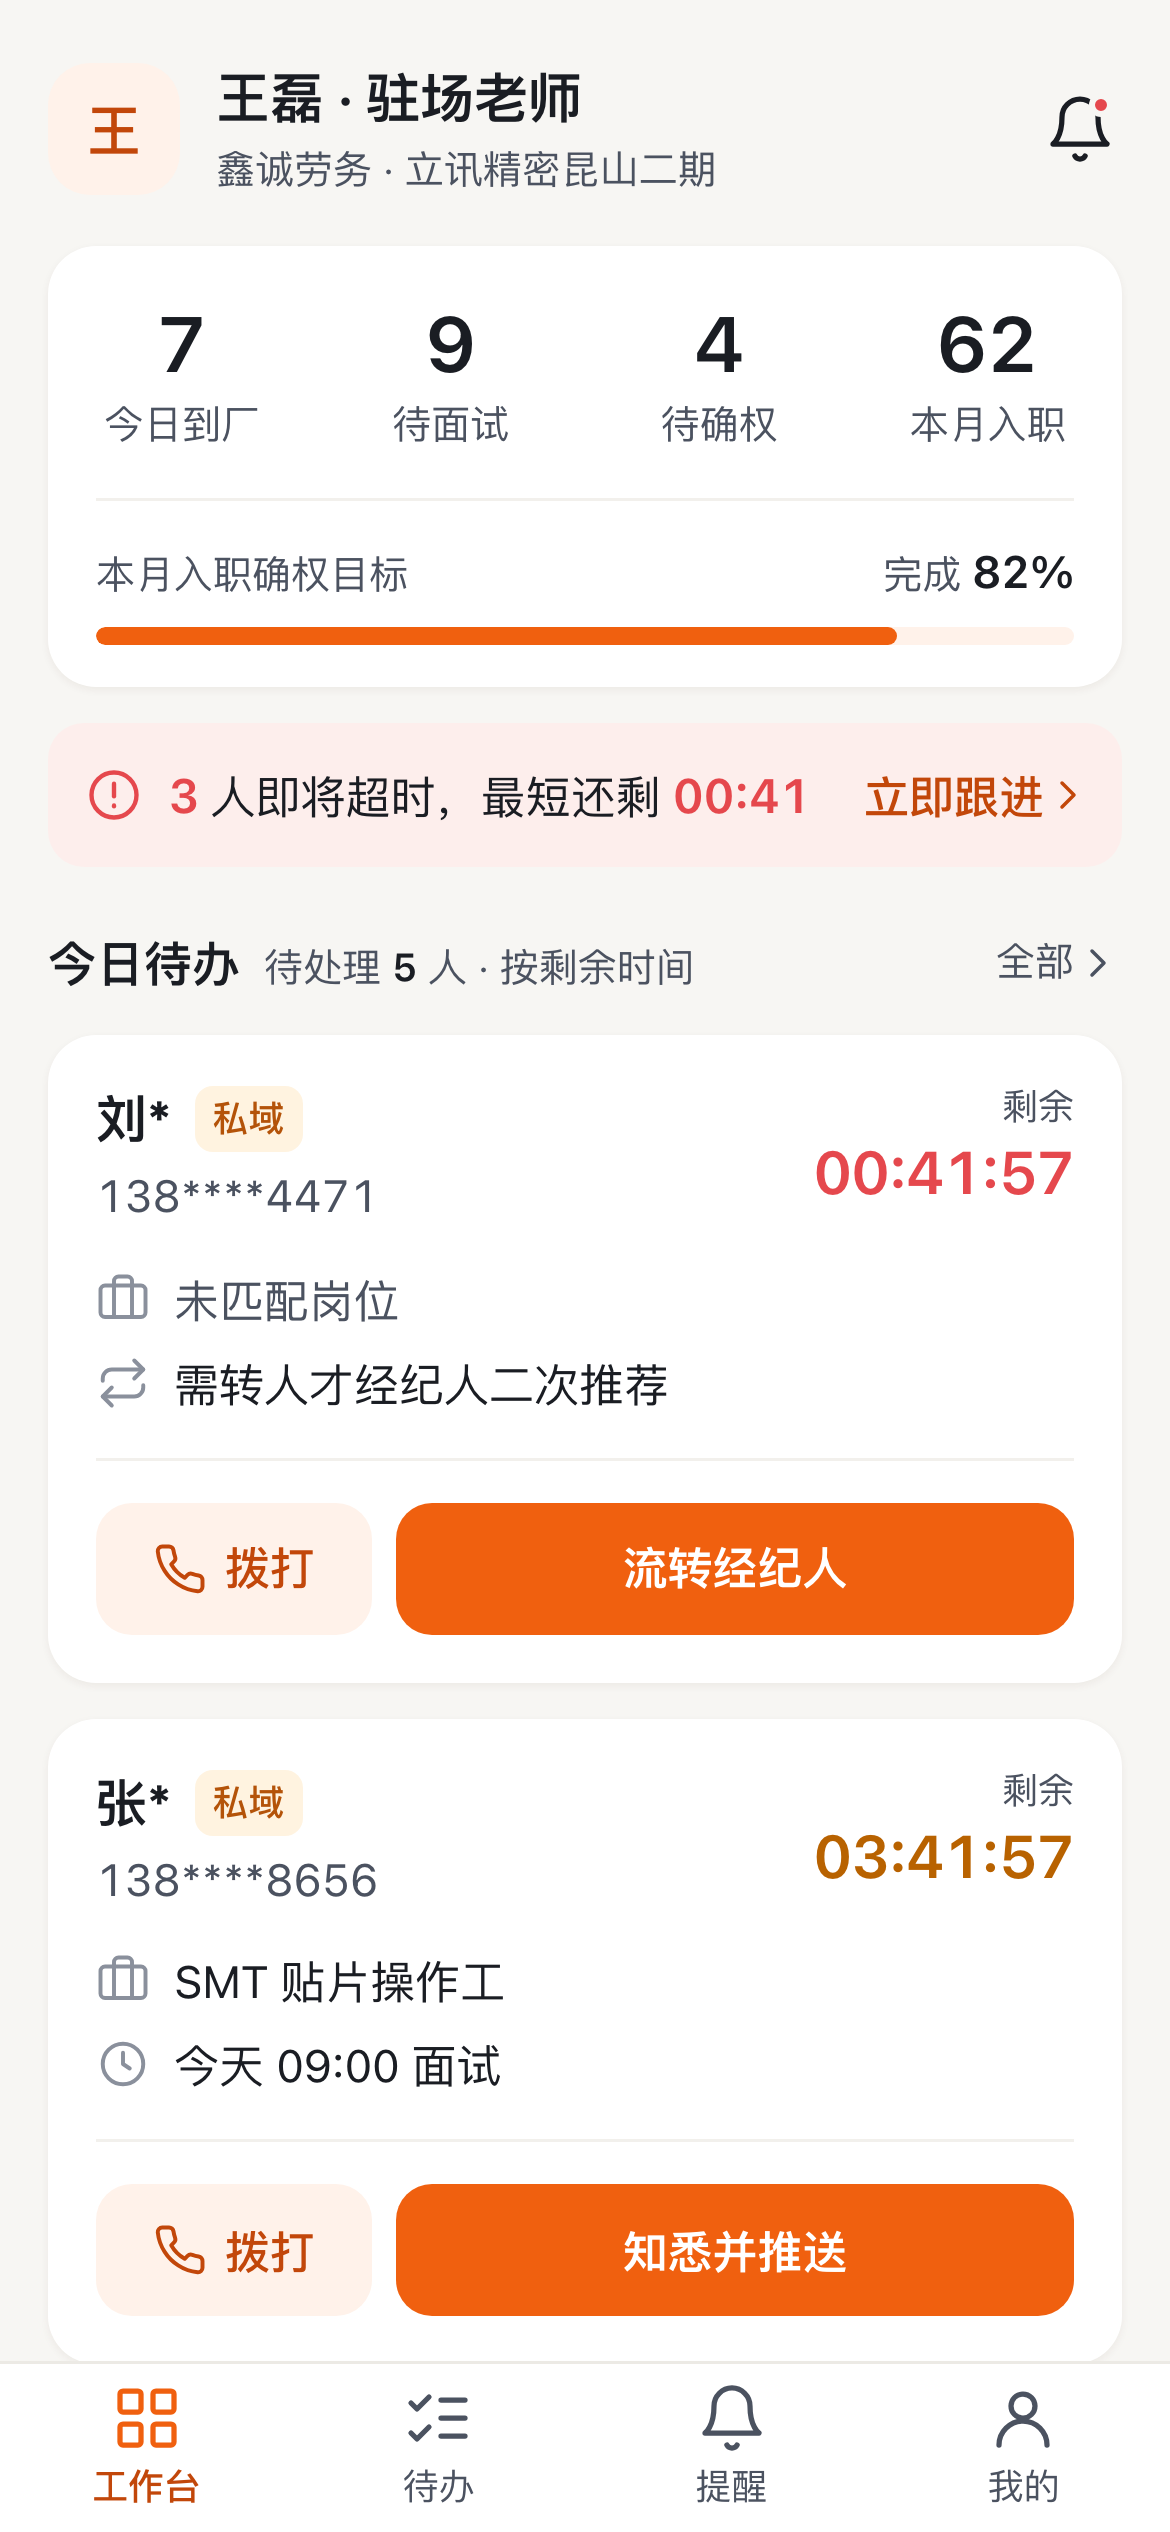 王
王磊 · 驻场老师
鑫诚劳务 · 立讯精密昆山二期
7 9 4 62
今日到厂 待面试 待确权 本月入职
本月入职确权目标 完成 82%
3 人即将超时，最短还剩 00:41 立即跟进
今日待办 待处理 5 人 · 按剩余时间 全部
刘* 私域 剩余
138****4471 00:41:57
未匹配岗位
需转人才经纪人二次推荐
拨打 流转经纪人
张* 私域 剩余
138****8656 03:41:57
SMT 贴片操作工
今天 09:00 面试
拨打 知悉并推送
工作台 待办 提醒 我的